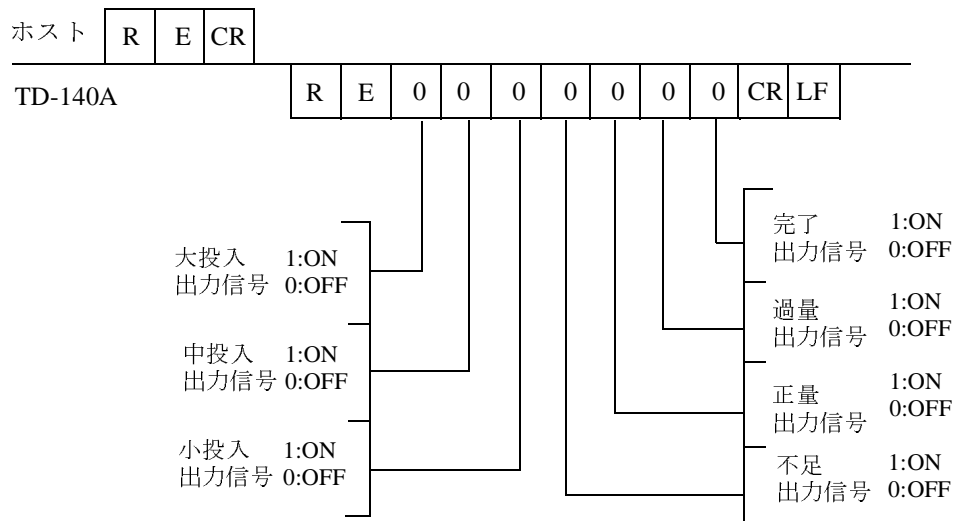 ホスト R E CR
TD-140A R E 0 0 0 0 0 0 0 CR LF
大投入 1:ON
出力信号 0:OFF
中投入 1:ON
出力信号 0:OFF
小投入 1:ON
出力信号 0:OFF
完了 1:ON
出力信号 0:OFF
過量 1:ON
出力信号 0:OFF
正量 1:ON
出力信号 0:OFF
不足 1:ON
出力信号 0:OFF